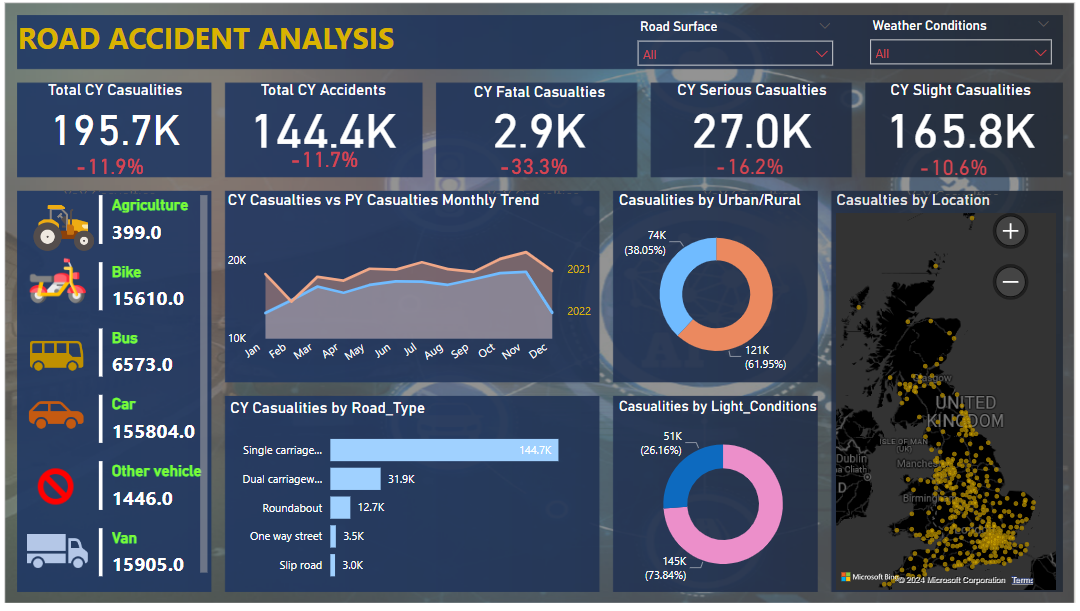 ROAD ACCIDENT ANALYSIS
Road Surface
All
Weather Conditions
All
Total CY Casualities
195.7K
-11.9%
Total CY Accidents
144.4K
-11.7%
CY Fatal Casualties
2.9K
-33.3%
CY Serious Casualties
27.0K
-16.2%
CY Slight Casualities
165.8K
-10.6%
Agriculture
399.0
Bike
15610.0
Bus
6573.0
Car
155804.0
Other vehicle
1446.0
Van
15905.0
CY Casualties vs PY Casualties Monthly Trend
20K
10K
2021
2022
Jan Feb Mar Apr May Jun Jul Aug Sep Oct Nov Dec
CY Casualties by Road_Type
Single carriage...
144.7K
Dual carriagew...
31.9K
Roundabout
12.7K
One way street
3.5K
Slip road
3.0K
Casualities by Urban/Rural
74K
(38.05%)
121K
(61.95%)
Casualities by Light_Conditions
51K
(26.16%)
145K
(73.84%)
Casulties by Location
+
−
Glasgow
UNITED
KINGDOM
ISLE OF MAN
(UK)
Dublin
a Cliath
D
Manche
Birming
Microsoft Bing
© 2024 Microsoft Corporation
Terms